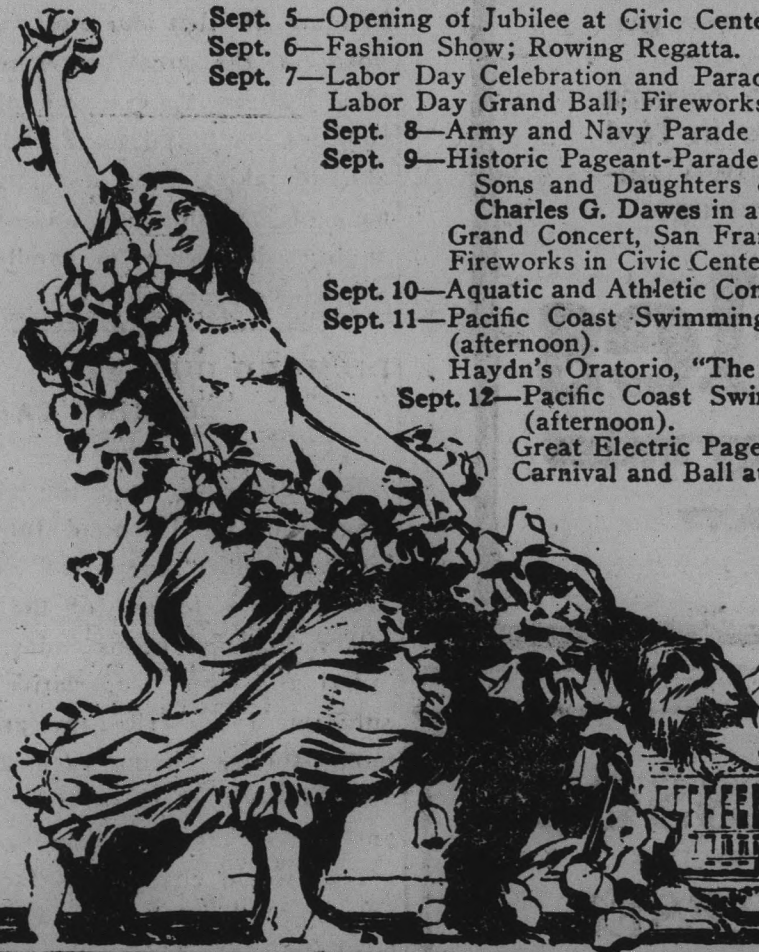 Sept. 5—Opening of Jubilee at Civic Cente
Sept. 6—Fashion Show; Rowing Regatta.
Sept. 7—Labor Day Celebration and Parad
Labor Day Grand Ball; Fireworks
Sept. 8—Army and Navy Parade
Sept. 9—Historic Pageant-Parade
Sons and Daughters
Charles G. Dawes in a
Grand Concert, San Fra
Fireworks in Civic Cente
Sept. 10—Aquatic and Athletic Con
Sept. 11—Pacific Coast Swimming
(afternoon).
Haydn's Oratorio, "The
Sept. 12—Pacific Coast Swi
(afternoon).
Great Electric Page
Carnival and Ball a